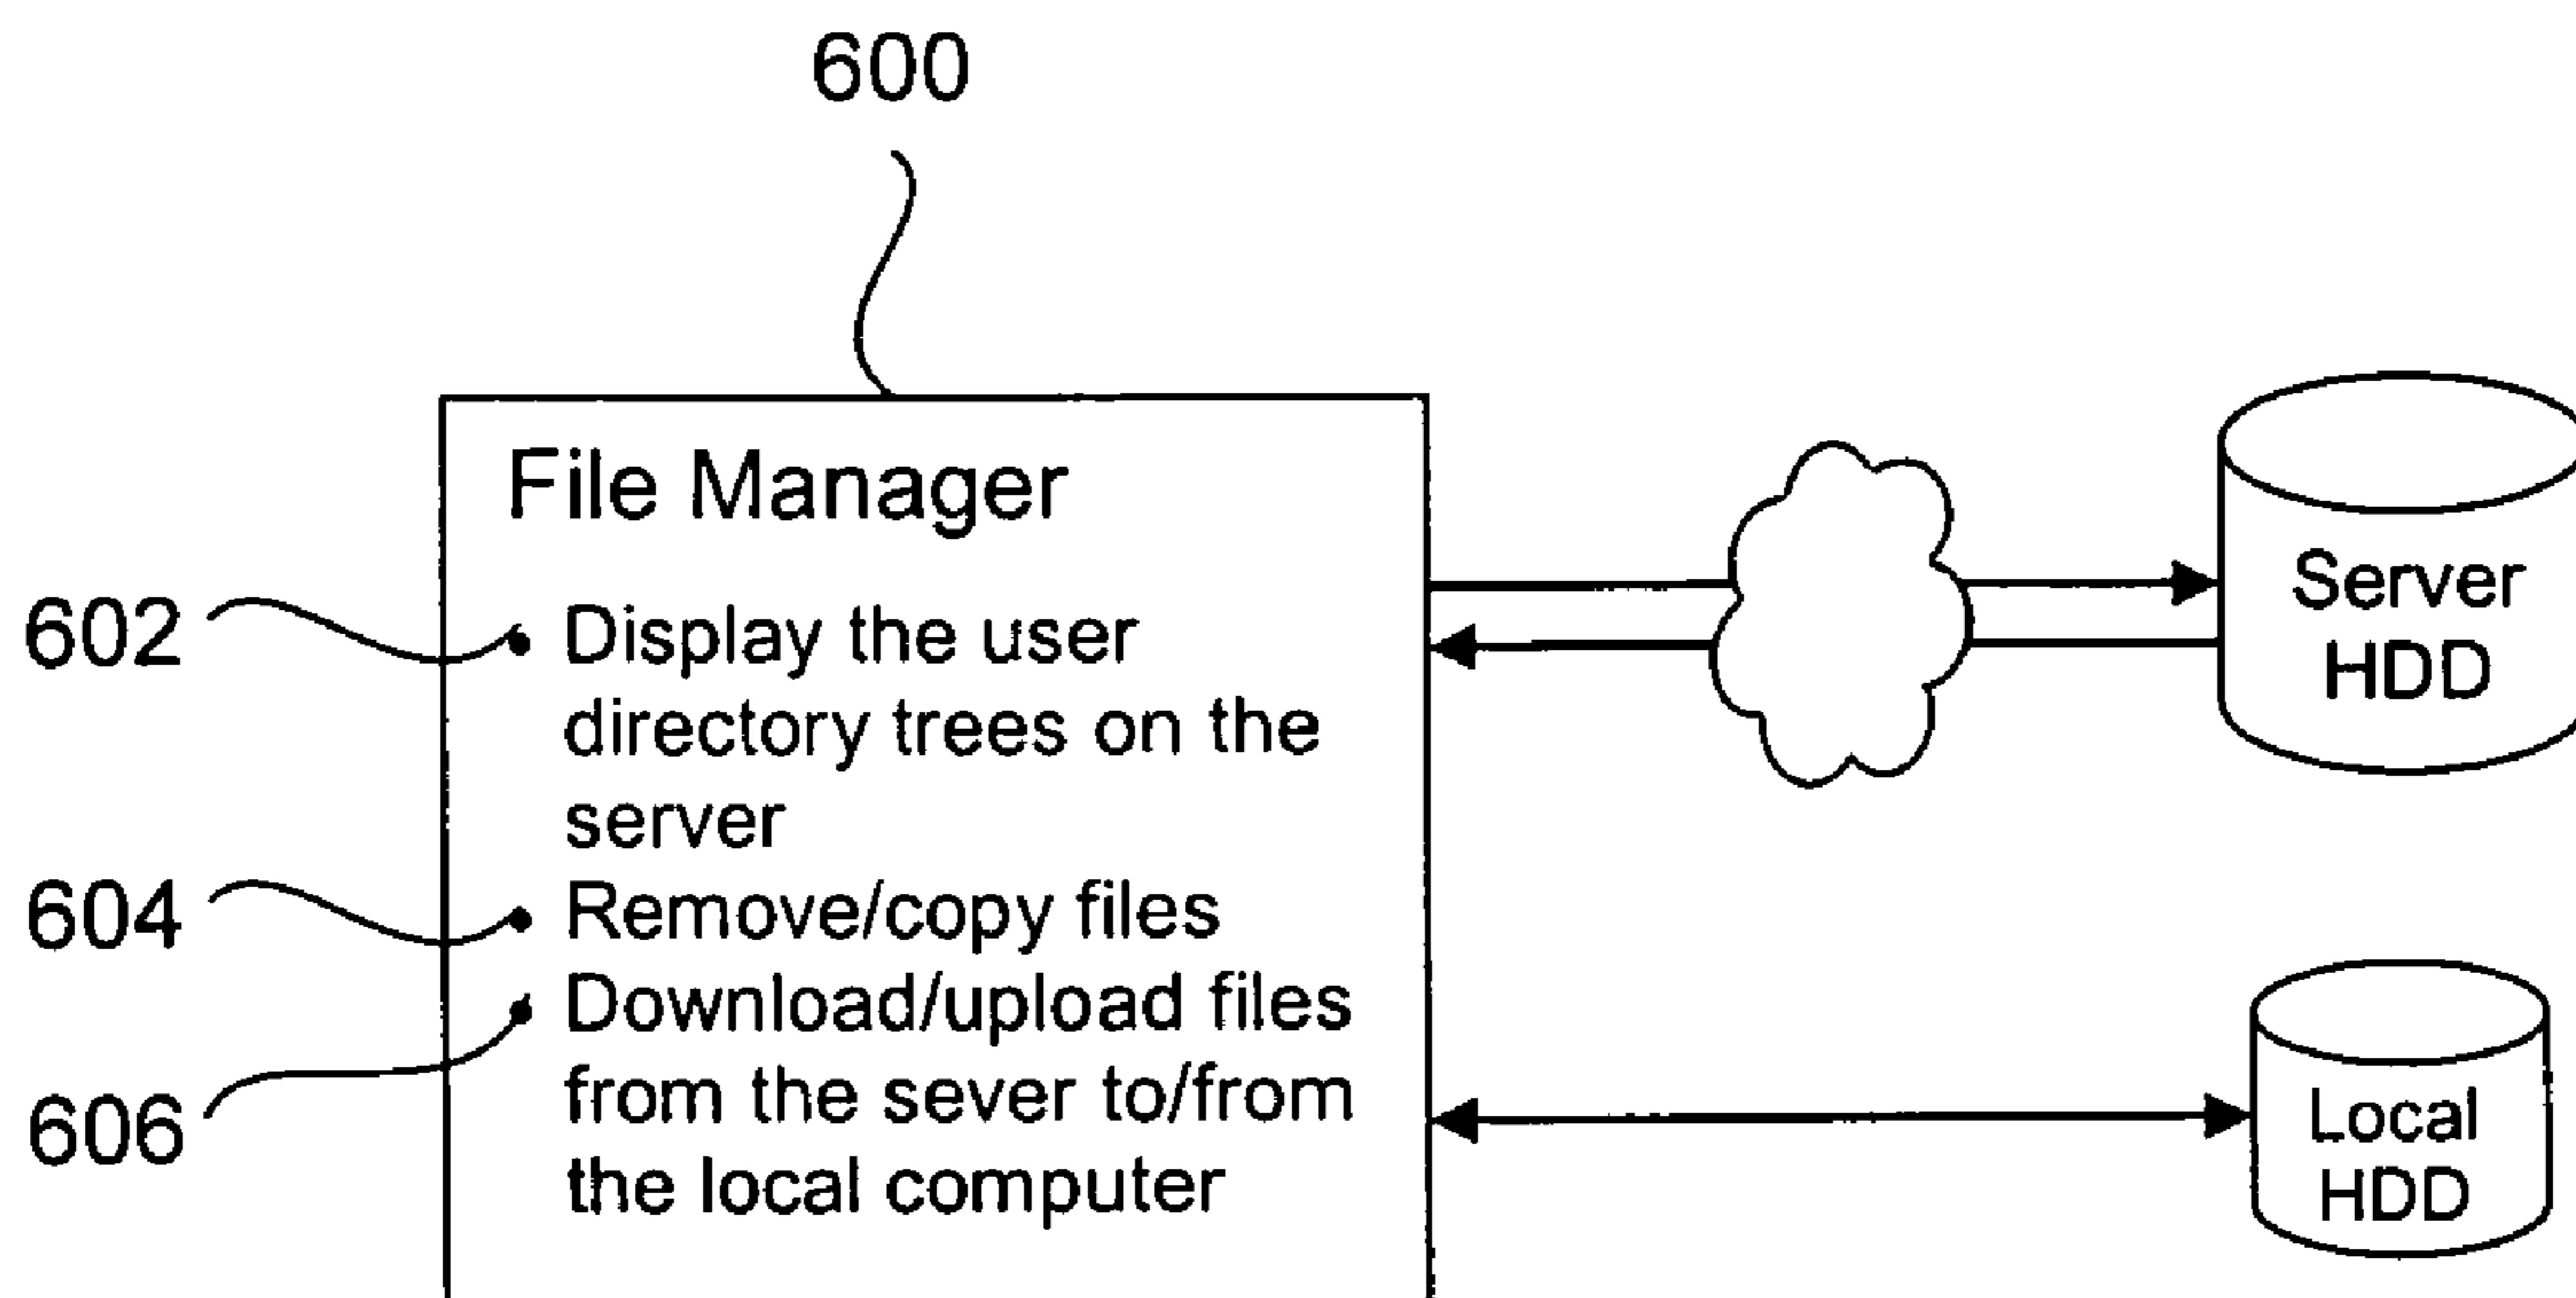 600
File Manager
602
• Display the user
directory trees on the
server
604
• Remove/copy files
606
• Download/upload files
from the sever to/from
the local computer
Server
HDD
Local
HDD